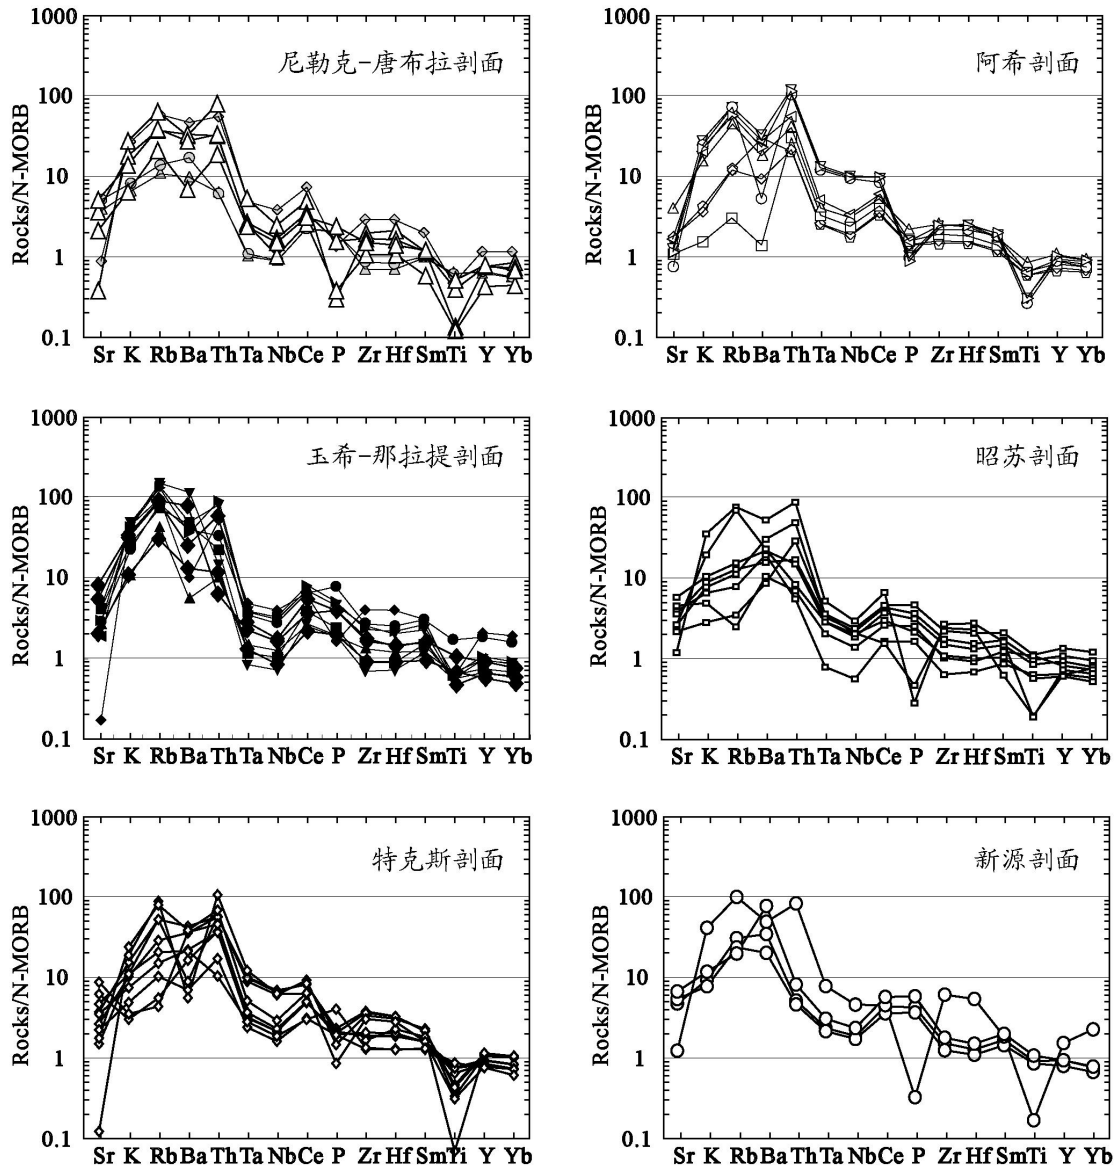 1000
尼勒克-唐布拉剖面
100
10
1
0.1
Rocks/N-MORB
Sr K Rb Ba Th Ta Nb Ce P Zr Hf Sm Ti Y Yb
1000
阿希剖面
100
10
1
0.1
Rocks/N-MORB
Sr K Rb Ba Th Ta Nb Ce P Zr Hf Sm Ti Y Yb
1000
玉希-那拉提剖面
100
10
1
0.1
Rocks/N-MORB
Sr K Rb Ba Th Ta Nb Ce P Zr Hf Sm Ti Y Yb
1000
昭苏剖面
100
10
1
0.1
Rocks/N-MORB
Sr K Rb Ba Th Ta Nb Ce P Zr Hf Sm Ti Y Yb
1000
特克斯剖面
100
10
1
0.1
Rocks/N-MORB
Sr K Rb Ba Th Ta Nb Ce P Zr Hf Sm Ti Y Yb
1000
新源剖面
100
10
1
0.1
Rocks/N-MORB
Sr K Rb Ba Th Ta Nb Ce P Zr Hf Sm Ti Y Yb